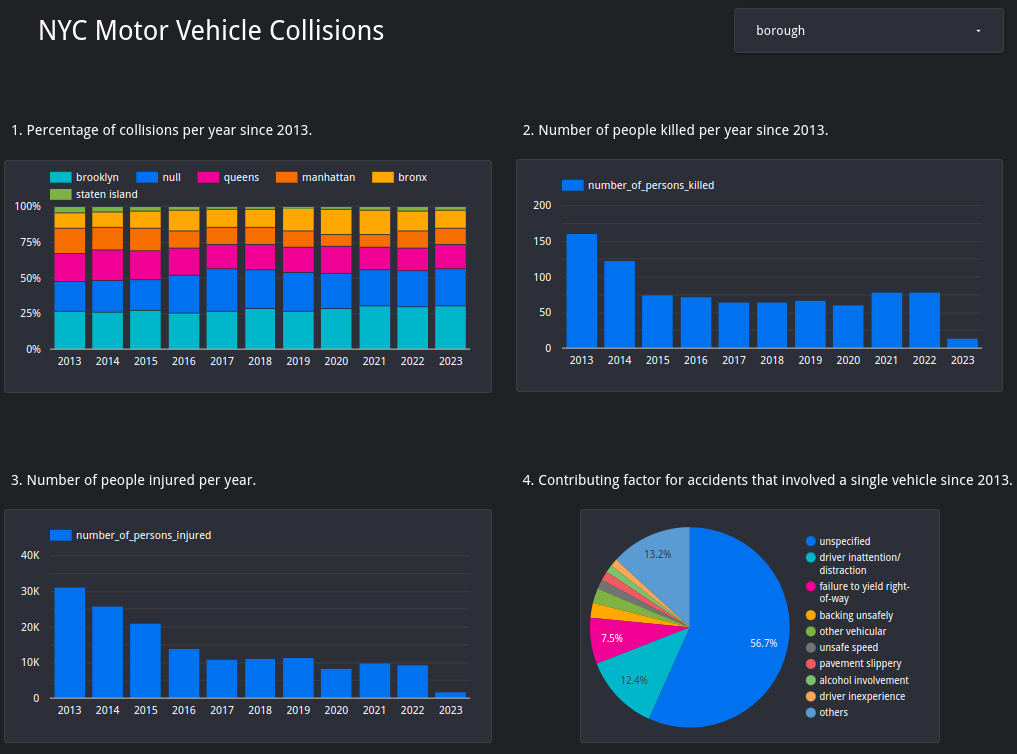 NYC Motor Vehicle Collisions
borough
1. Percentage of collisions per year since 2013.
brooklyn null queens manhattan bronx
staten island
100%
75%
50%
25%
0%
2013 2014 2015 2016 2017 2018 2019 2020 2021 2022 2023
2. Number of people killed per year since 2013.
number_of_persons_killed
200
150
100
50
0
2013 2014 2015 2016 2017 2018 2019 2020 2021 2022 2023
3. Number of people injured per year.
number_of_persons_injured
40K
30K
20K
10K
0
2013 2014 2015 2016 2017 2018 2019 2020 2021 2022 2023
4. Contributing factor for accidents that involved a single vehicle since 2013.
13.2%
56.7%
7.5%
12.4%
unspecified
driver inattention/
distraction
failure to yield right-
of-way
backing unsafely
other vehicular
unsafe speed
pavement slippery
alcohol involvement
driver inexperience
others